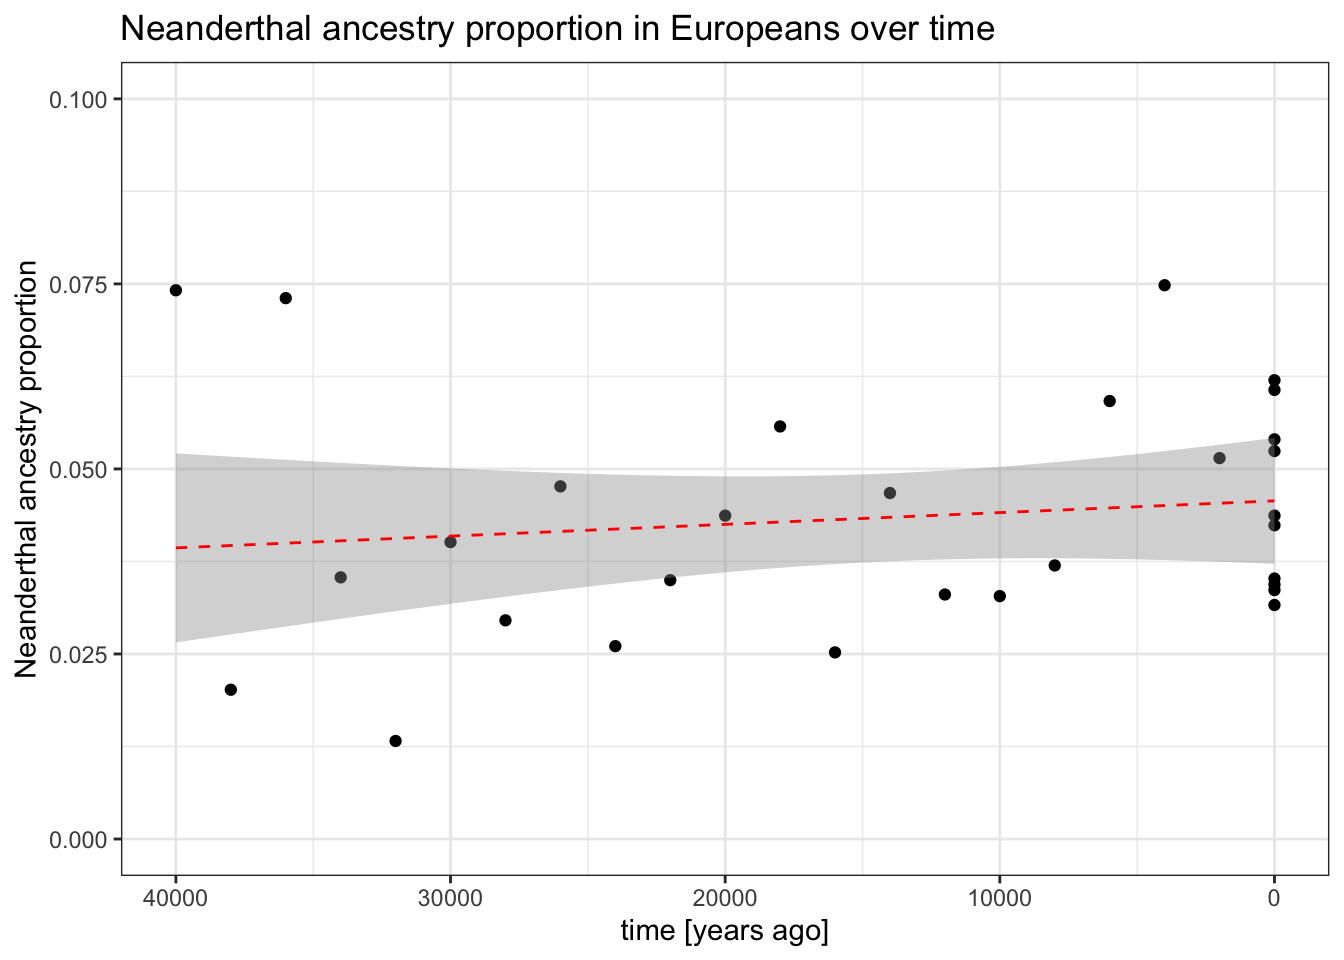 Neanderthal ancestry proportion in Europeans over time
Neanderthal ancestry proportion
0.100
0.075
0.050
0.025
0.000
40000 30000 20000 10000 0
time [years ago]